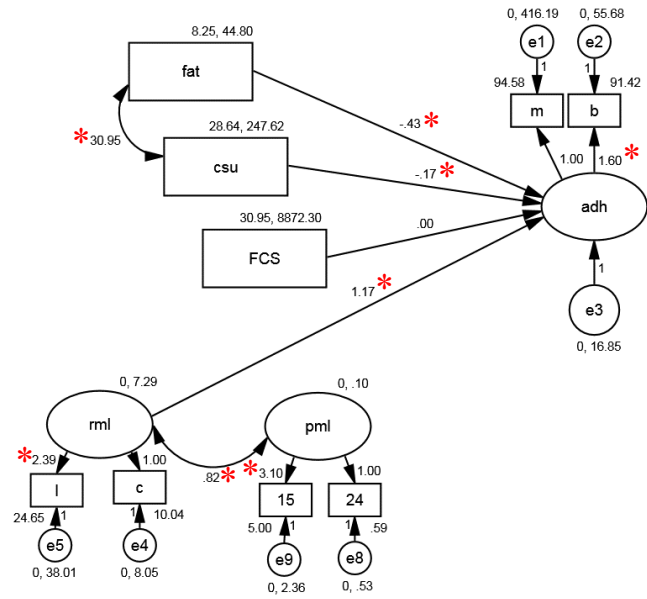 8.25, 44.80
fat
* 30.95
28.64, 247.62
csu
30.95, 8872.30
FCS
-.43 *
-.17 *
.00
1.17 *
0, 416.19
e1
1
0, 55.68
e2
1
94.58
m
b
91.42
1.00
1.60 *
adh
1
e3
0, 16.85
0, 7.29
rml
0, .10
pml
.82 *
* 2.39
1.00
l
c
24.65
1
1
10.04
e5
e4
0, 38.01
0, 8.05
* 3.10
1.00
15
24
5.00
1
1
.59
e9
e8
0, 2.36
0, .53